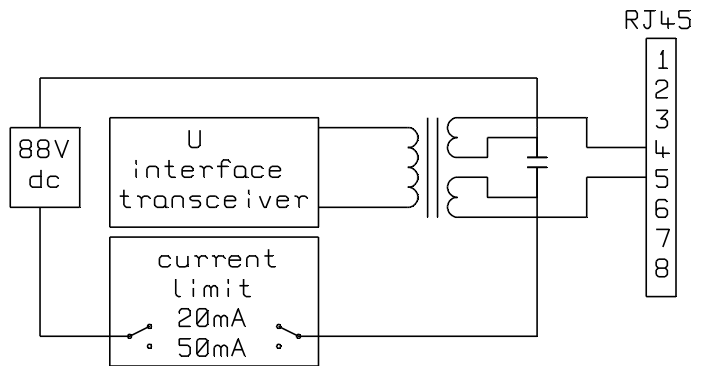 RJ45
1
2
3
4
5
6
7
8
88V
dc
U
interface
transceiver
current
limit
20mA
50mA